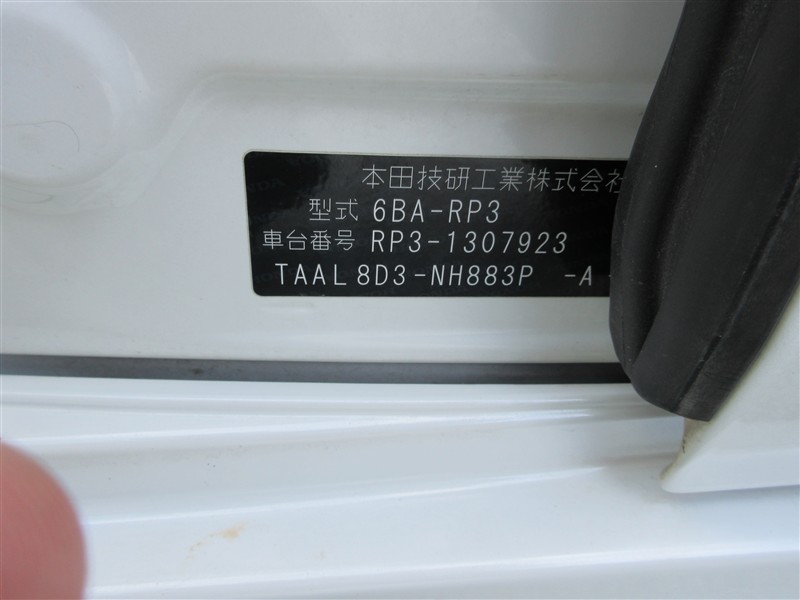 本田技研工業株式会社
型式 6BA-RP3
車台番号 RP3-1307923
TAAL 8D3-NH883P -A